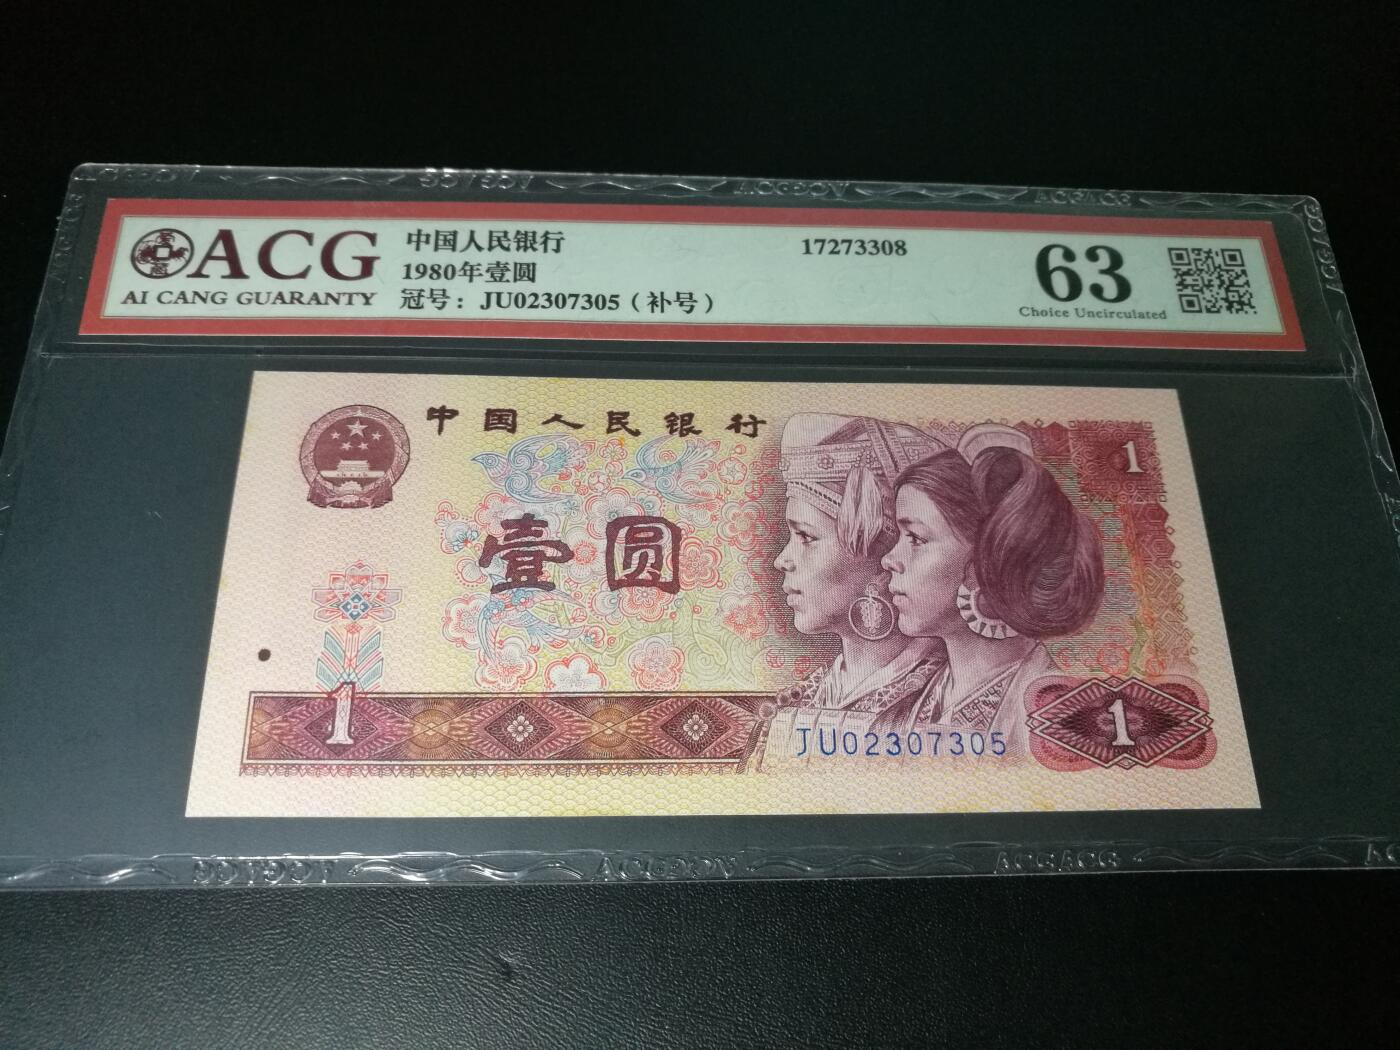 ACG
AI CANG GUARANTY
中国人民银行
1980年壹圆
冠号：JU02307305（补号）
17273308
63
Choice Uncirculated
中国人民银行
1
壹圆
1
JU02307305
1